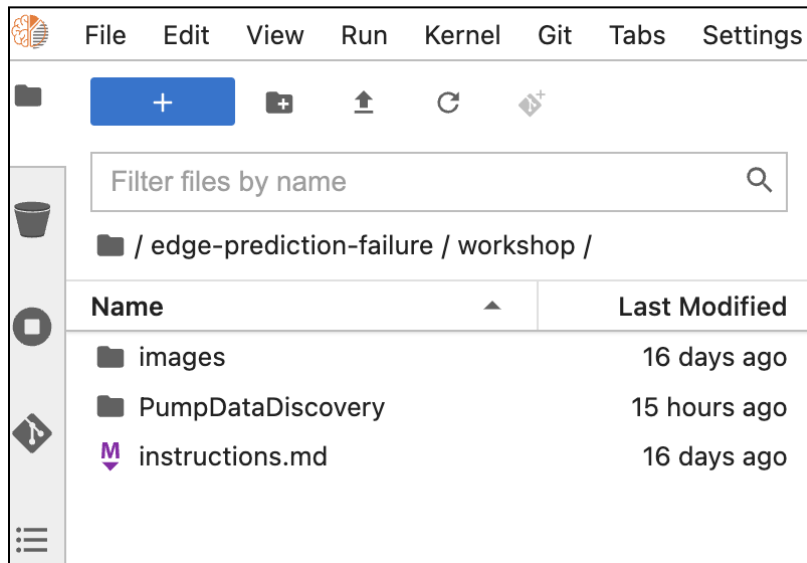 File Edit View Run Kernel Git Tabs Settings
Filter files by name
/ edge-prediction-failure / workshop /
Name Last Modified
images 16 days ago
PumpDataDiscovery 15 hours ago
instructions.md 16 days ago